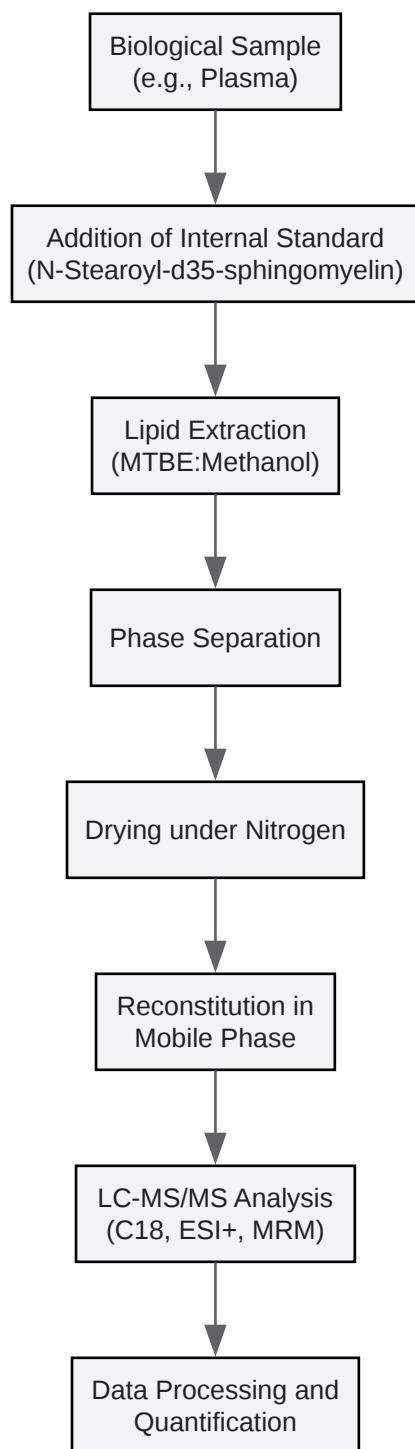 Biological Sample
(e.g., Plasma)
Addition of Internal Standard
(N-Stearoyl-d35-sphingomyelin)
Lipid Extraction
(MTBE:Methanol)
Phase Separation
Drying under Nitrogen
Reconstitution in
Mobile Phase
LC-MS/MS Analysis
(C18, ESI+, MRM)
Data Processing and
Quantification